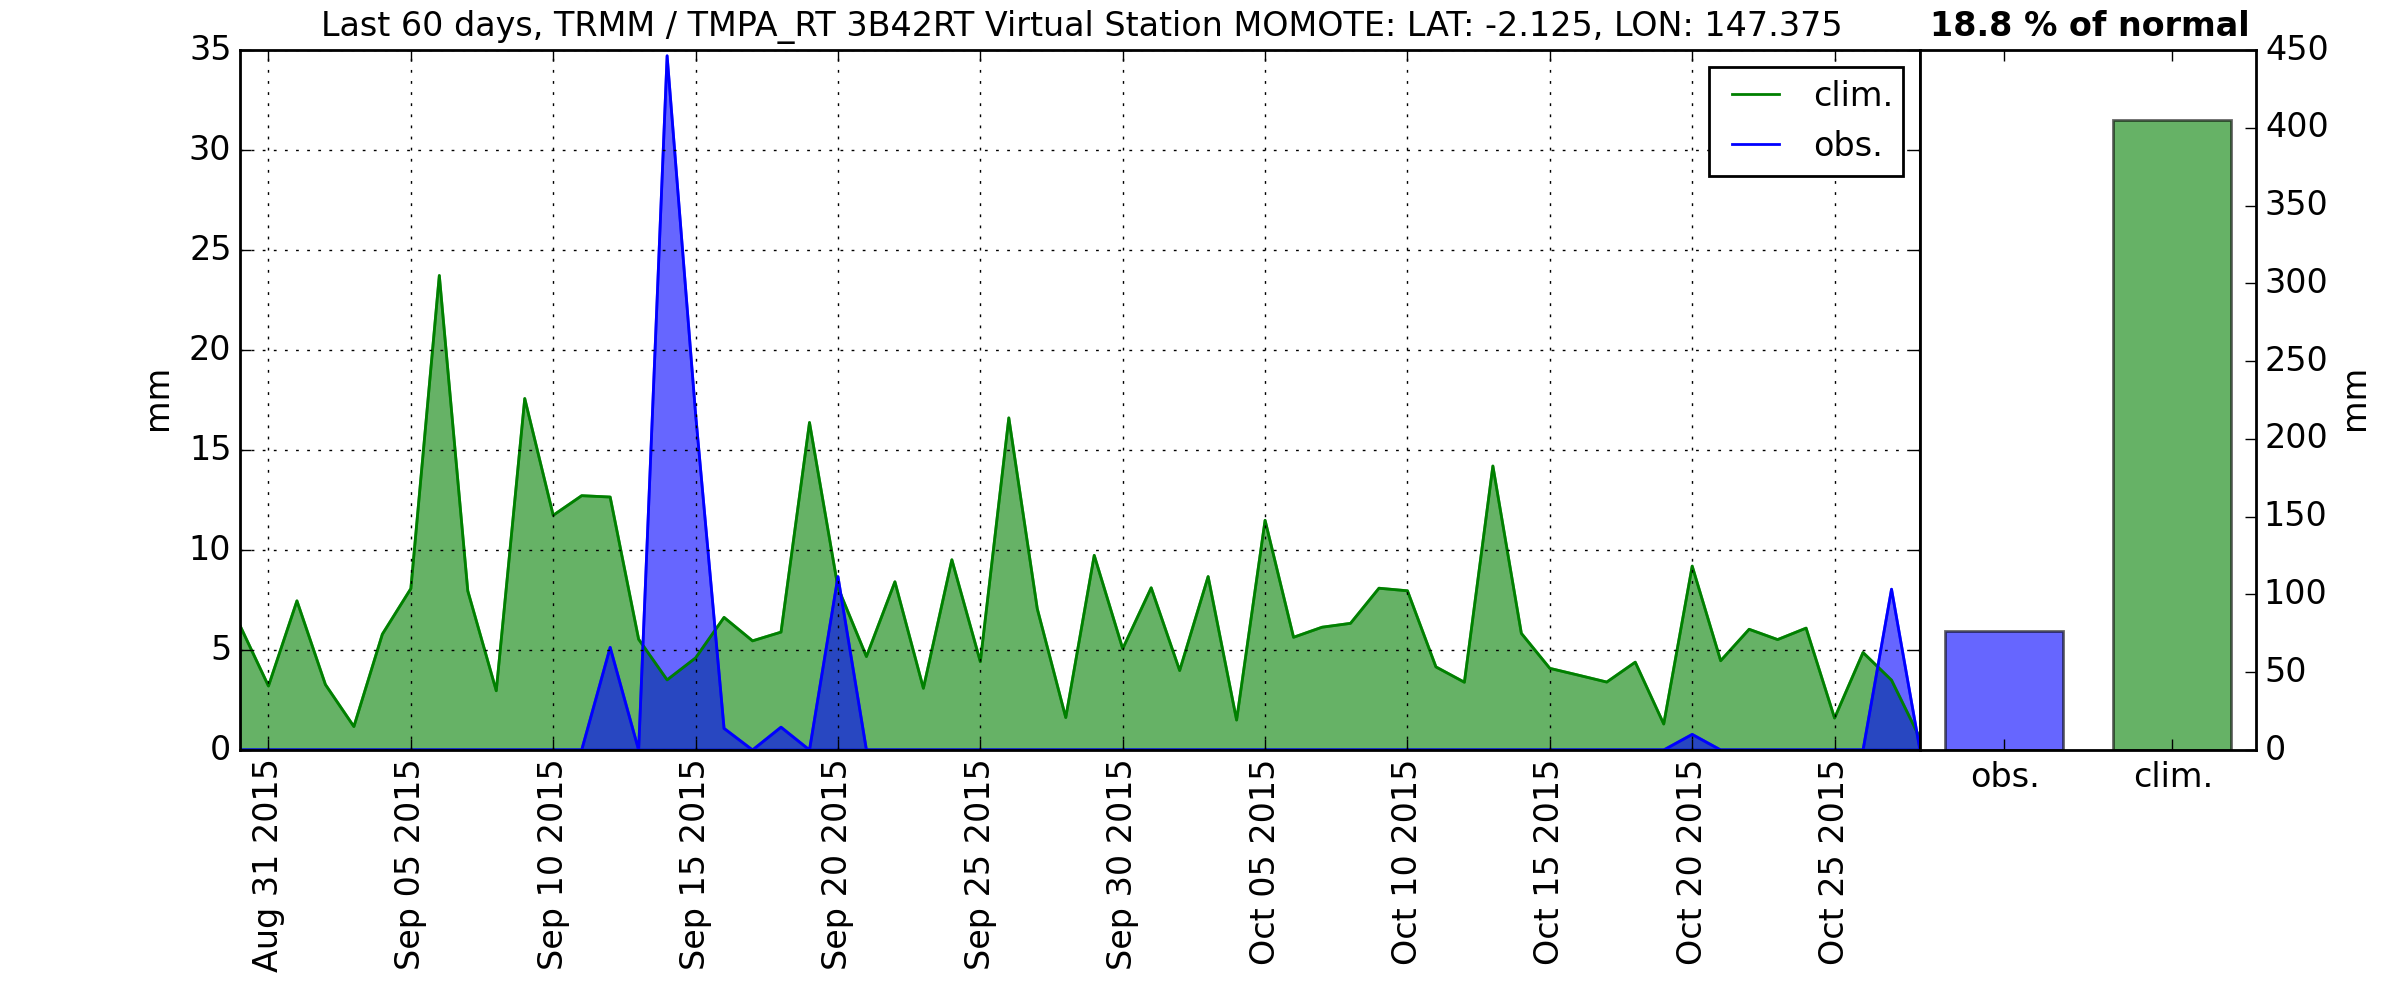 Last 60 days, TRMM / TMPA_RT 3B42RT Virtual Station MOMOTE: LAT: -2.125, LON: 147.375
18.8 % of normal
35
30
25
20
15
10
5
0
mm
clim.
obs.
450
400
350
300
250
200
150
100
50
0
mm
Aug 31 2015
Sep 05 2015
Sep 10 2015
Sep 15 2015
Sep 20 2015
Sep 25 2015
Sep 30 2015
Oct 05 2015
Oct 10 2015
Oct 15 2015
Oct 20 2015
Oct 25 2015
obs.
clim.